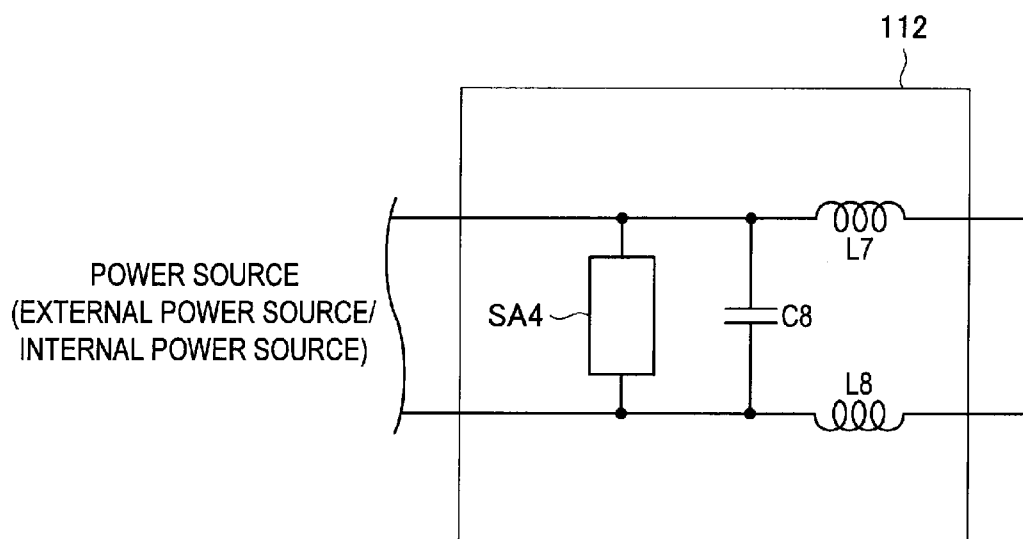 112
POWER SOURCE
(EXTERNAL POWER SOURCE/
INTERNAL POWER SOURCE)
SA4
C8
L7
L8